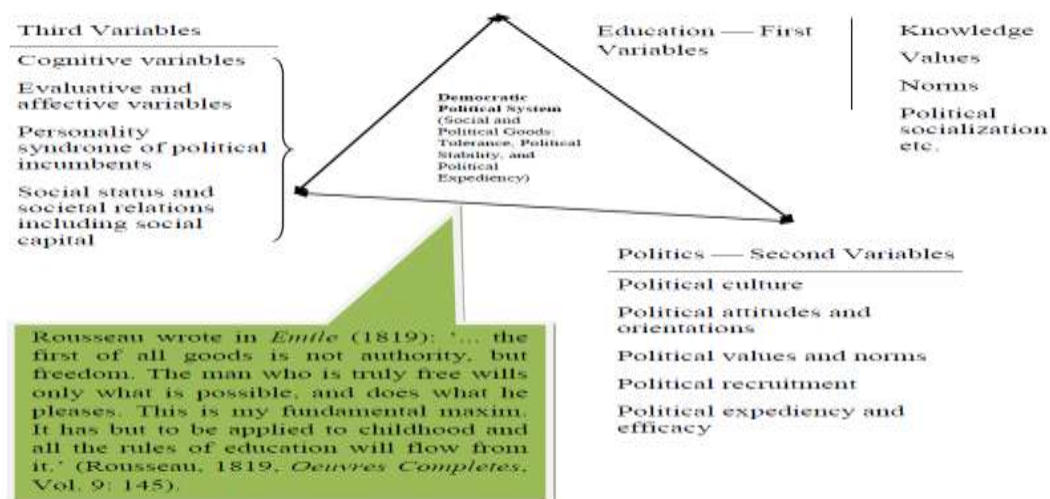 Third Variables
Cognitive variables
Evaluative and
affective variables
Personality
syndrome of political
incumbents
Social status and
societal relations
including social
capital
Democratic
Political System
(Social and
Political Goods:
Tolerance, Political
Stability, and
Political
Expediency)
Education — First
Variables
Knowledge
Values
Norms
Political
socialization
etc.
Politics — Second Variables
Political culture
Political attitudes and
orientations
Political values and norms
Political recruitment
Political expediency and
efficacy
Rousseau wrote in Emile (1819): ‘... the
first of all goods is not authority, but
freedom. The man who is truly free wills
only what is possible, and does what he
pleases. This is my fundamental maxim.
It has but to be applied to childhood and
all the rules of education will flow from
it.’ (Rousseau, 1819, Oeuvres Completes,
Vol. 9: 145).